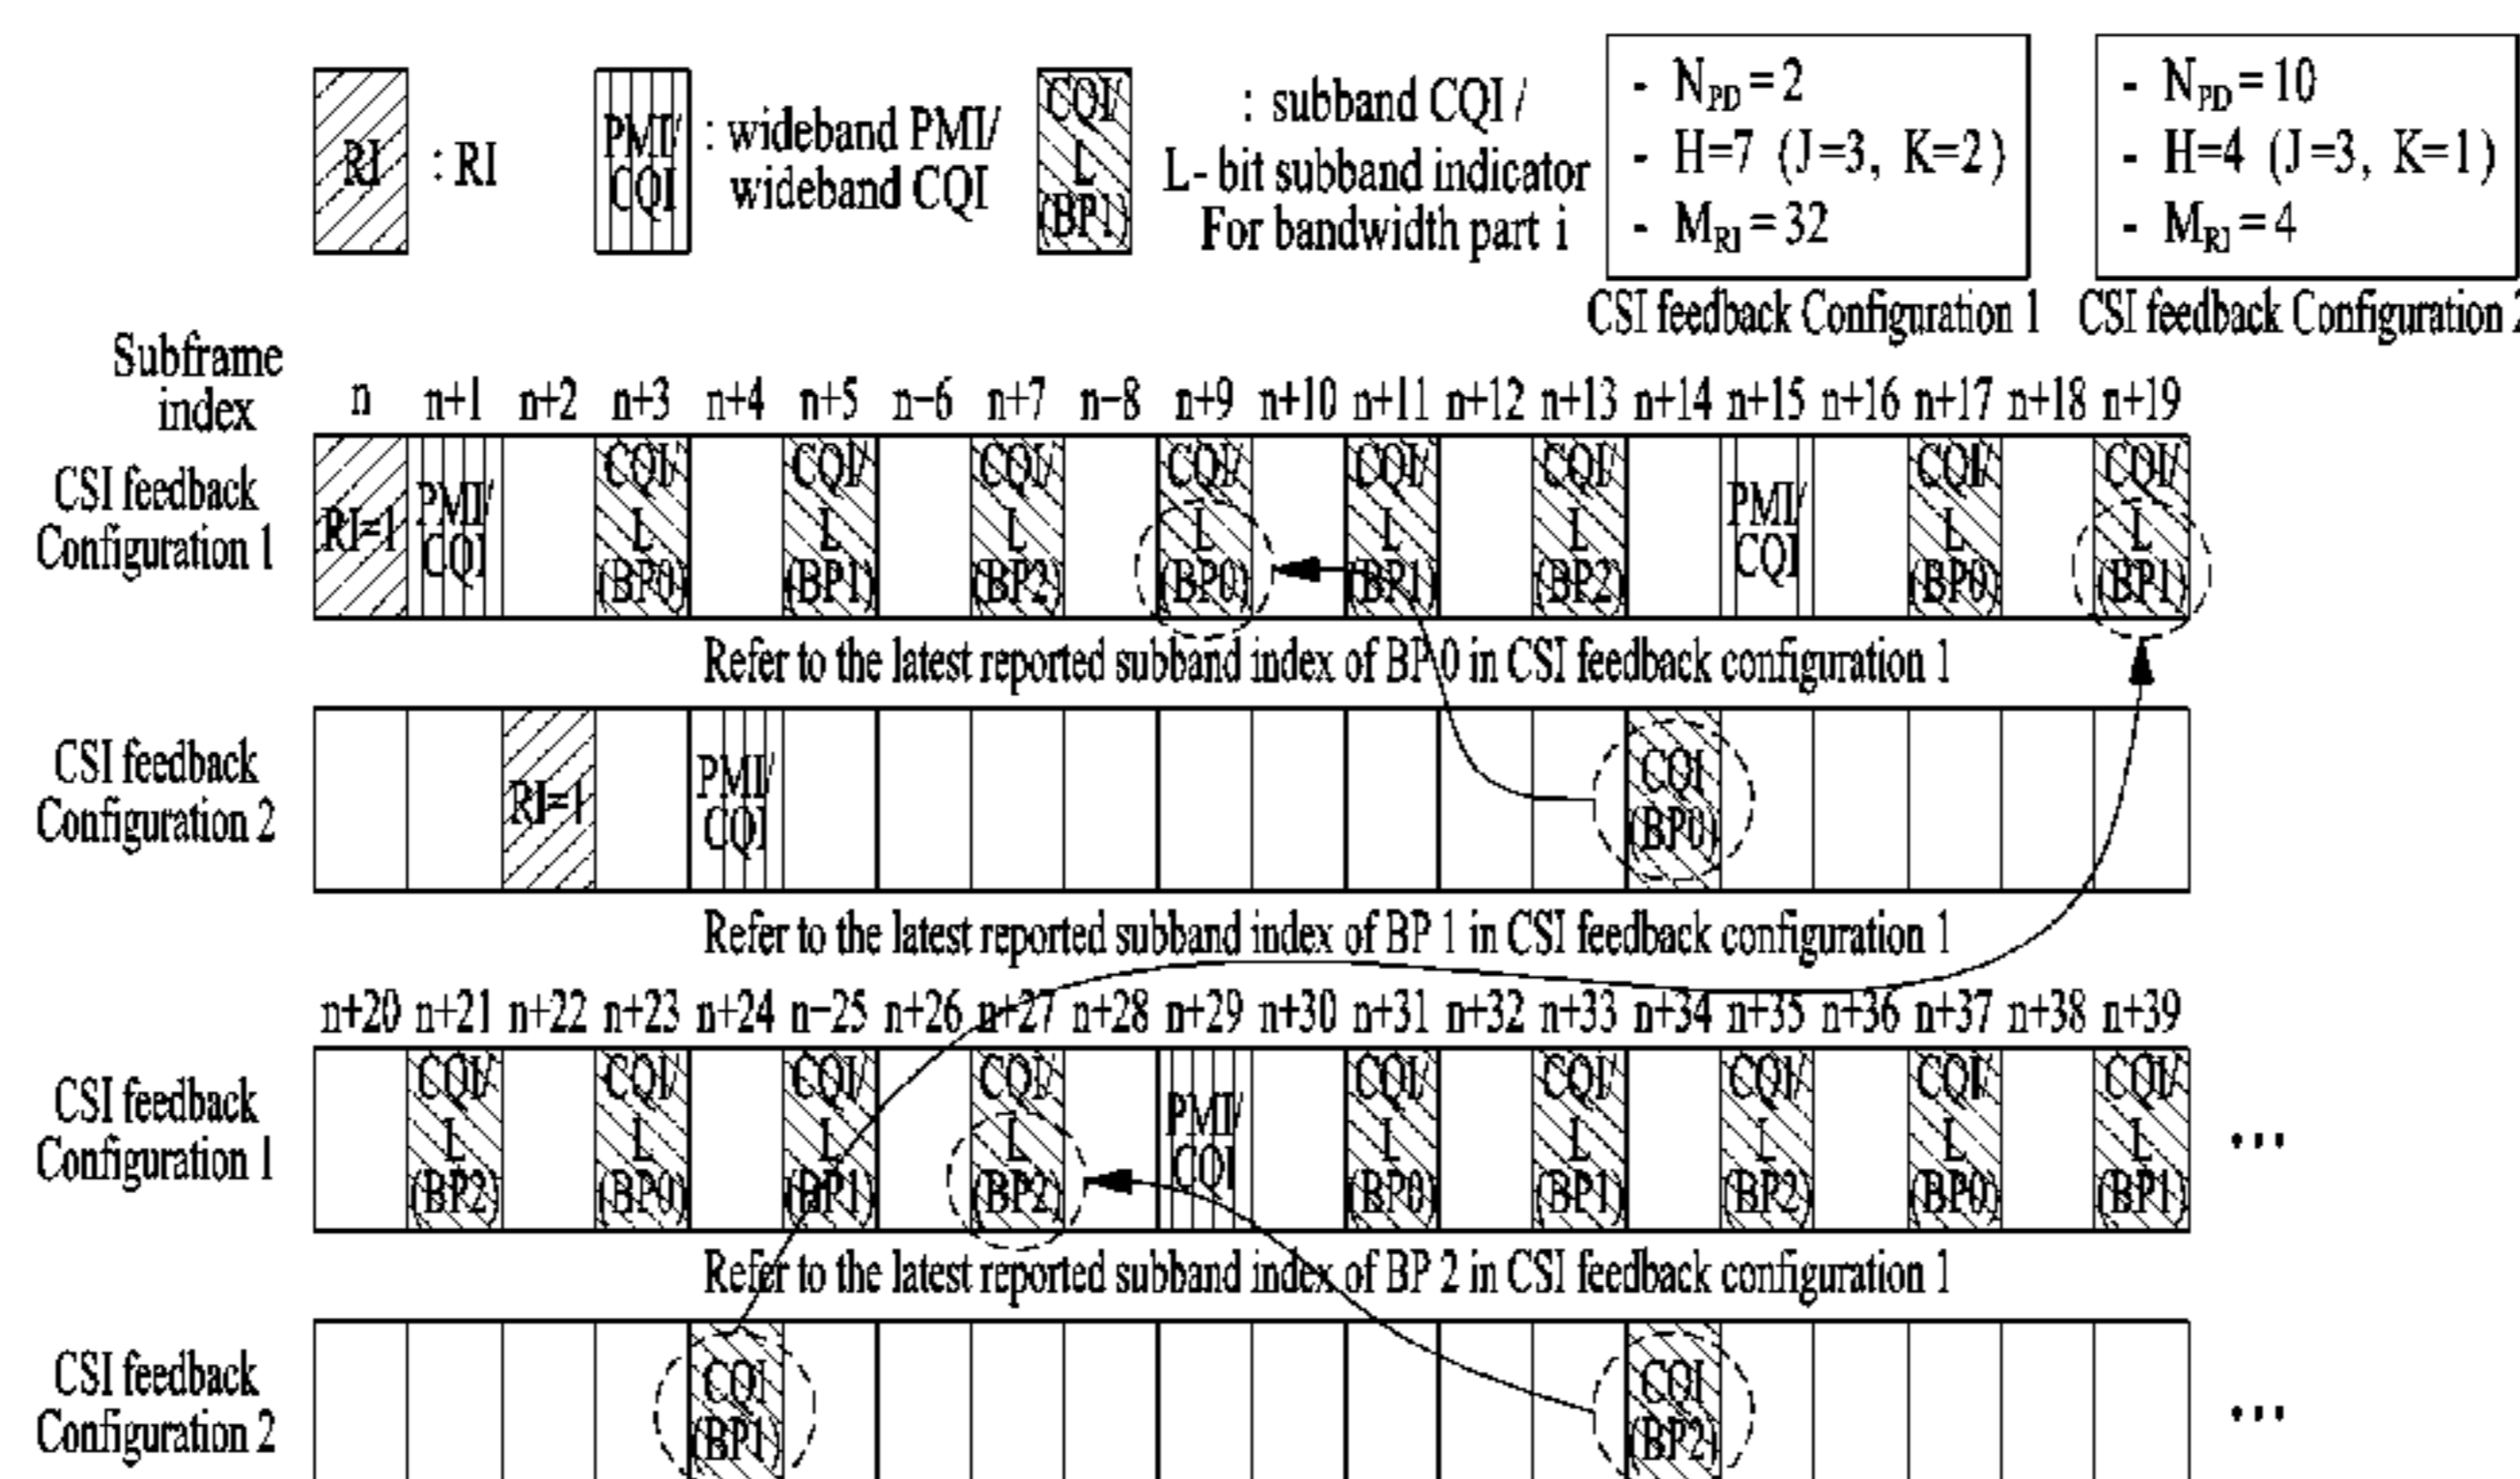 RI
: RI
PMI/
CQI
: wideband PMI/
wideband CQI
CQI/
L
(BP1)
: subband CQI /
L- bit subband indicator
For bandwidth part i
- NPD = 2
- H=7 (J=3, K=2)
- MRI = 32
CSI feedback Configuration 1
- NPD = 10
- H=4 (J=3, K=1)
- MRI = 4
CSI feedback Configuration 2
Subframe
index
n n+1 n+2 n+3 n+4 n+5 n−6 n+7 n−8 n+9 n+10 n+11 n+12 n+13 n+14 n+15 n+16 n+17 n+18 n+19
CSI feedback
Configuration 1
RI=1
PMI/
CQI
CQI/
L
(BP0)
CQI/
L
(BP1)
CQI/
L
(BP2)
CQI/
L
(BP0)
CQI/
L
(BP1)
CQI/
L
(BP2)
PMI/
CQI
CQI/
L
(BP0)
CQI/
L
(BP1)
Refer to the latest reported subband index of BP 0 in CSI feedback configuration 1
CSI feedback
Configuration 2
RI=1
PMI/
CQI
CQI
(BP0)
Refer to the latest reported subband index of BP 1 in CSI feedback configuration 1
n+20 n+21 n+22 n+23 n+24 n−25 n+26 n+27 n+28 n+29 n+30 n+31 n+32 n+33 n+34 n+35 n+36 n+37 n+38 n+39
CSI feedback
Configuration 1
CQI/
L
(BP2)
CQI/
L
(BP0)
CQI/
L
(BP1)
CQI/
L
(BP2)
PMI/
CQI
CQI/
L
(BP0)
CQI/
L
(BP1)
CQI/
L
(BP2)
CQI/
L
(BP0)
CQI/
L
(BP1)
...
Refer to the latest reported subband index of BP 2 in CSI feedback configuration 1
CSI feedback
Configuration 2
CQI
(BP1)
CQI
(BP2)
...